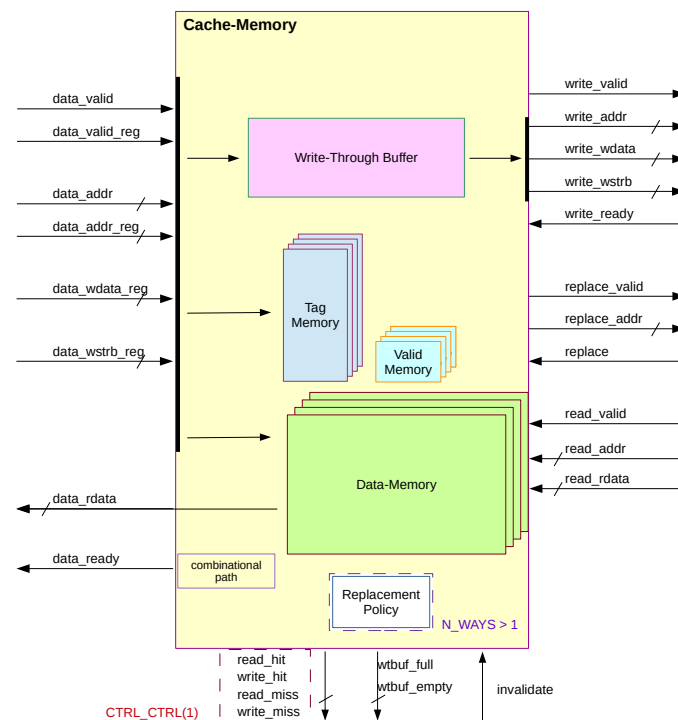 Cache-Memory
data_valid
data_valid_reg
data_addr
data_addr_reg
data_wdata_reg
data_wstrb_reg
data_rdata
data_ready
Write-Through Buffer
Tag
Memory
Valid
Memory
Data-Memory
combinational
path
Replacement
Policy
N_WAYS > 1
write_valid
write_addr
write_wdata
write_wstrb
write_ready
replace_valid
replace_addr
replace
read_valid
read_addr
read_rdata
read_hit
write_hit
read_miss
write_miss
CTRL_CTRL(1)
wtbuf_full
wtbuf_empty
invalidate